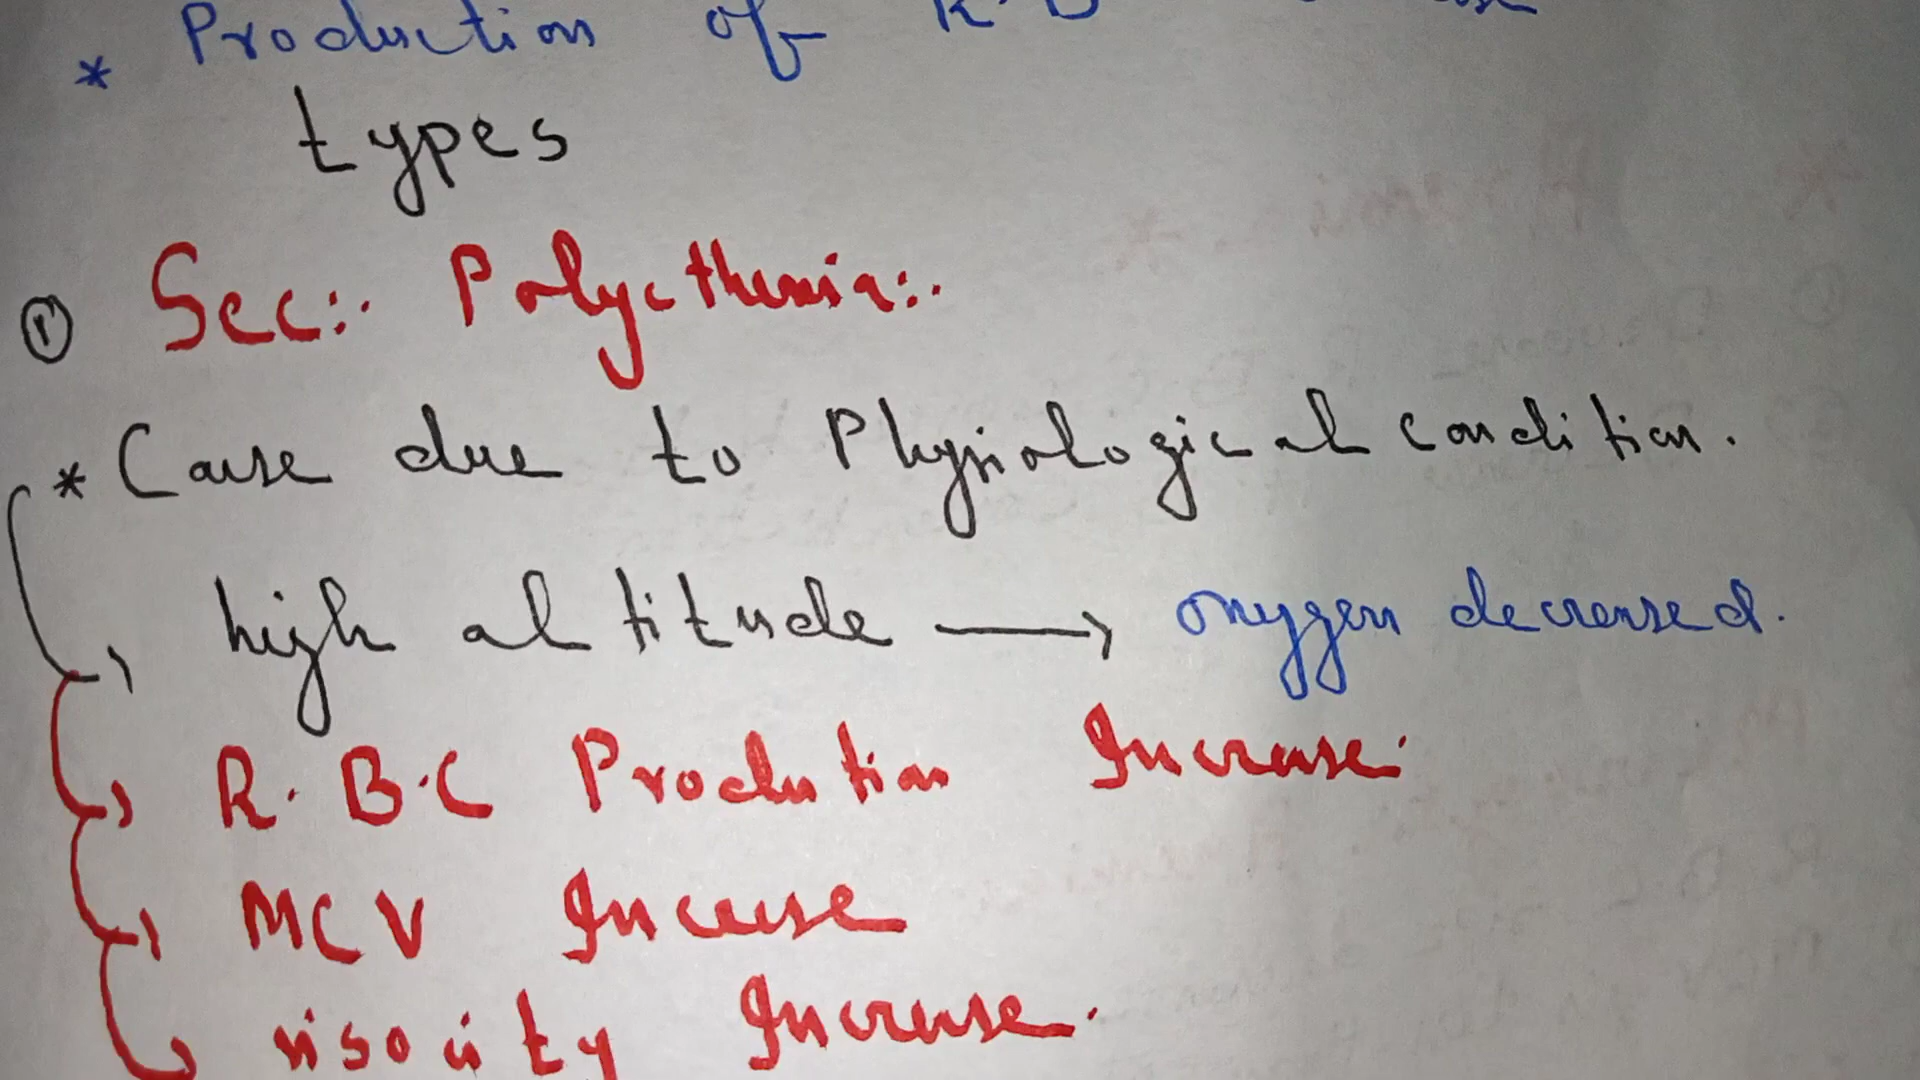 * Production of R.B
types
① Sec:. Polycthemia:.
* Cause due to Physiological condition.
high altitude → oxygen decreased.
R.B.C Prodution Increase.
MCV Increse
visocity Increase.